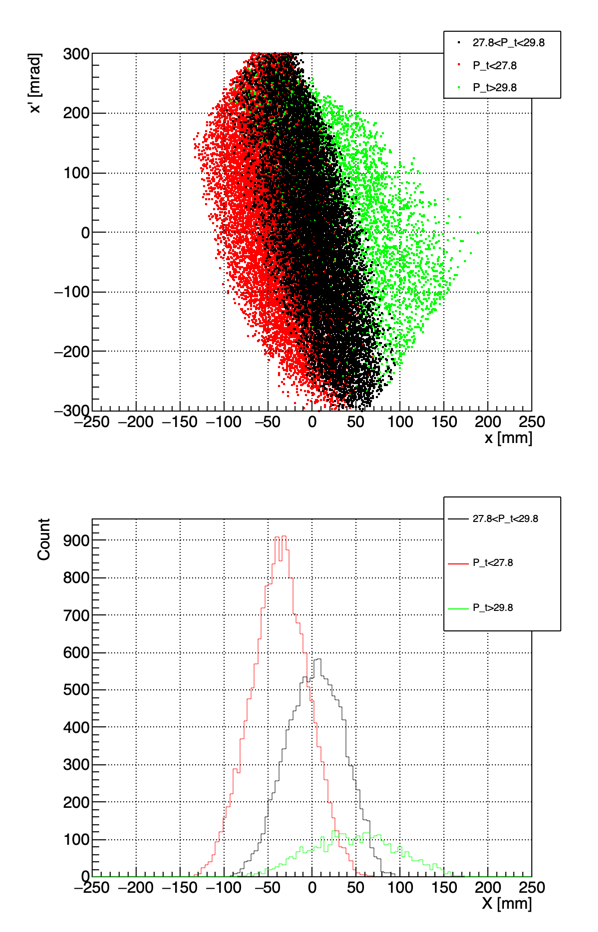 27.8<P_t<29.8
P_t<27.8
P_t>29.8
x' [mrad]
300
200
100
0
−100
−200
−300
−250 −200 −150 −100 −50 0 50 100 150 200 250
x [mm]
27.8<P_t<29.8
P_t<27.8
P_t>29.8
Count
900
800
700
600
500
400
300
200
100
0
−250 −200 −150 −100 −50 0 50 100 150 200 250
X [mm]